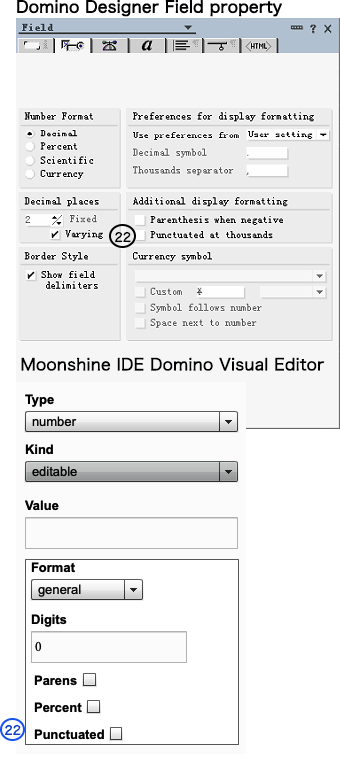 Domino Designer Field property
Field
? ×
a
<HTML>
Number Format
Decimal
Percent
Scientific
Currency
Preferences for display formatting
Use preferences from User setting
Decimal symbol .
Thousands separator ,
Decimal places
2 Fixed
Varying
Additional display formatting
Parenthesis when negative
22 Punctuated at thousands
Border Style
Show field
delimiters
Currency symbol
Custom ¥
Symbol follows number
Space next to number
Moonshine IDE Domino Visual Editor
Type
number
Kind
editable
Value
Format
general
Digits
0
Parens
Percent
22 Punctuated